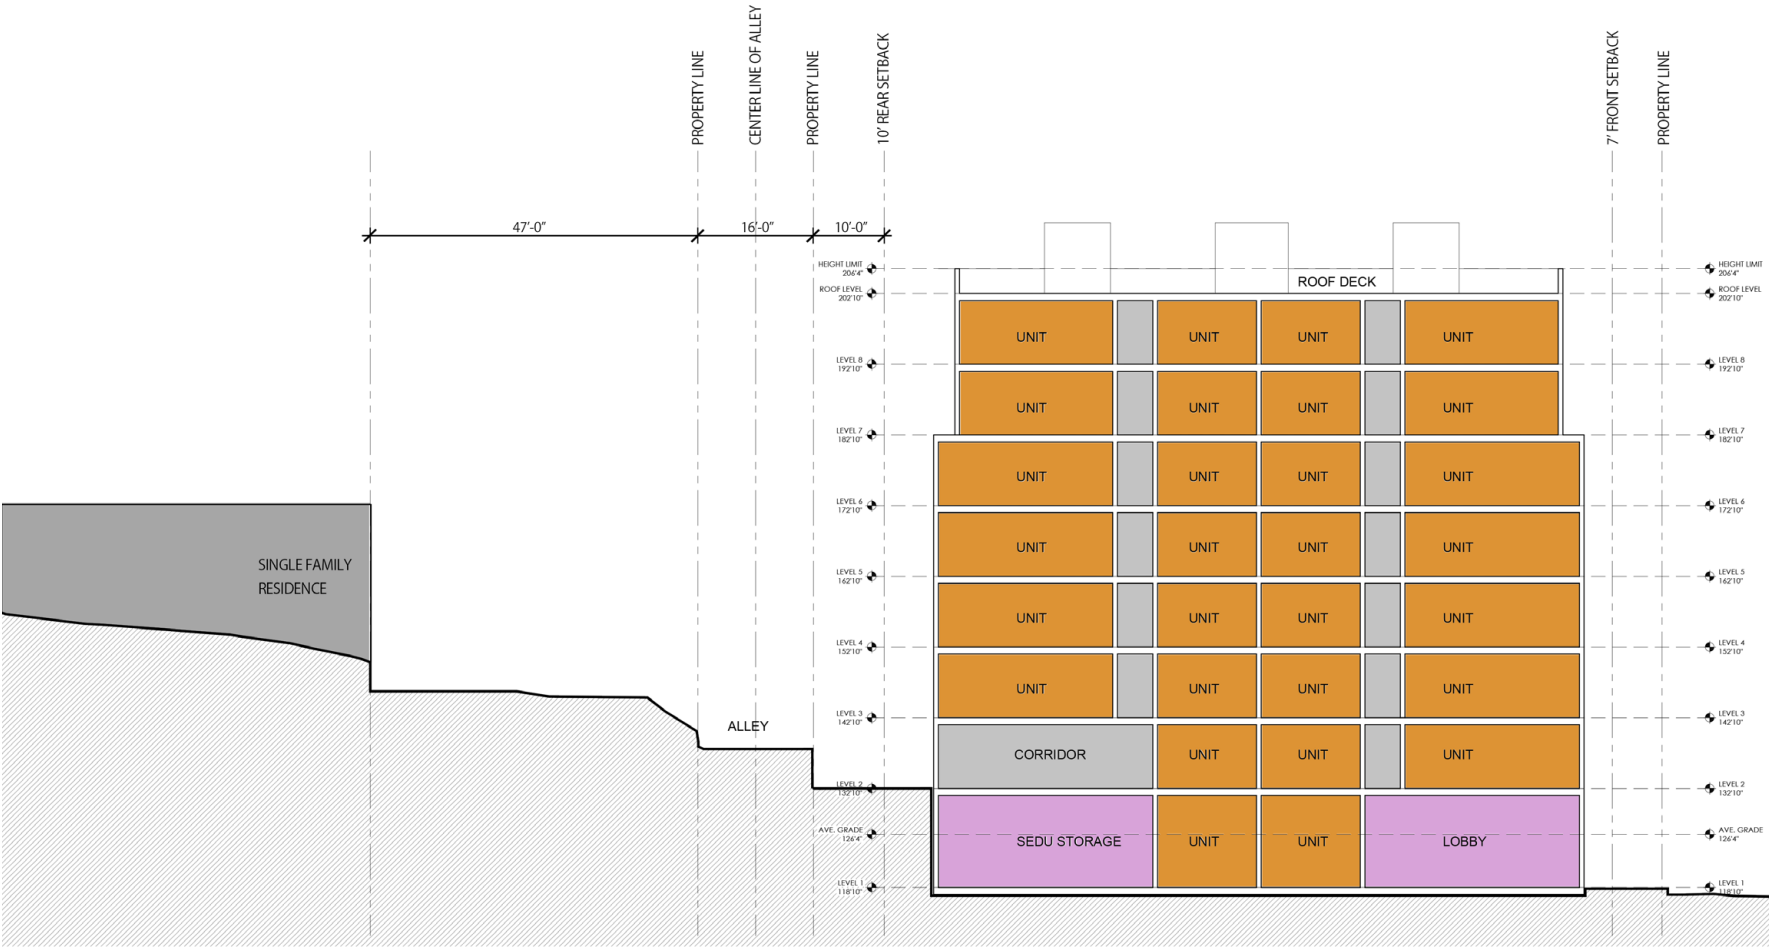 PROPERTY LINE
CENTER LINE OF ALLEY
PROPERTY LINE
10' REAR SETBACK
7' FRONT SETBACK
PROPERTY LINE
47'-0"
16'-0"
10'-0"
HEIGHT LIMIT
206'4"
ROOF LEVEL
202'10"
LEVEL 8
192'10"
LEVEL 7
182'10"
LEVEL 6
172'10"
LEVEL 5
162'10"
LEVEL 4
152'10"
LEVEL 3
142'10"
LEVEL 2
132'10"
AVE. GRADE
126'4"
LEVEL 1
118'10"
SINGLE FAMILY
RESIDENCE
ALLEY
ROOF DECK
UNIT UNIT UNIT UNIT
UNIT UNIT UNIT UNIT
UNIT UNIT UNIT UNIT
UNIT UNIT UNIT UNIT
UNIT UNIT UNIT UNIT
UNIT UNIT UNIT UNIT
CORRIDOR UNIT UNIT UNIT
SEDU STORAGE UNIT UNIT LOBBY
HEIGHT LIMIT
206'4"
ROOF LEVEL
202'10"
LEVEL 8
192'10"
LEVEL 7
182'10"
LEVEL 6
172'10"
LEVEL 5
162'10"
LEVEL 4
152'10"
LEVEL 3
142'10"
LEVEL 2
132'10"
AVE. GRADE
126'4"
LEVEL 1
118'10"